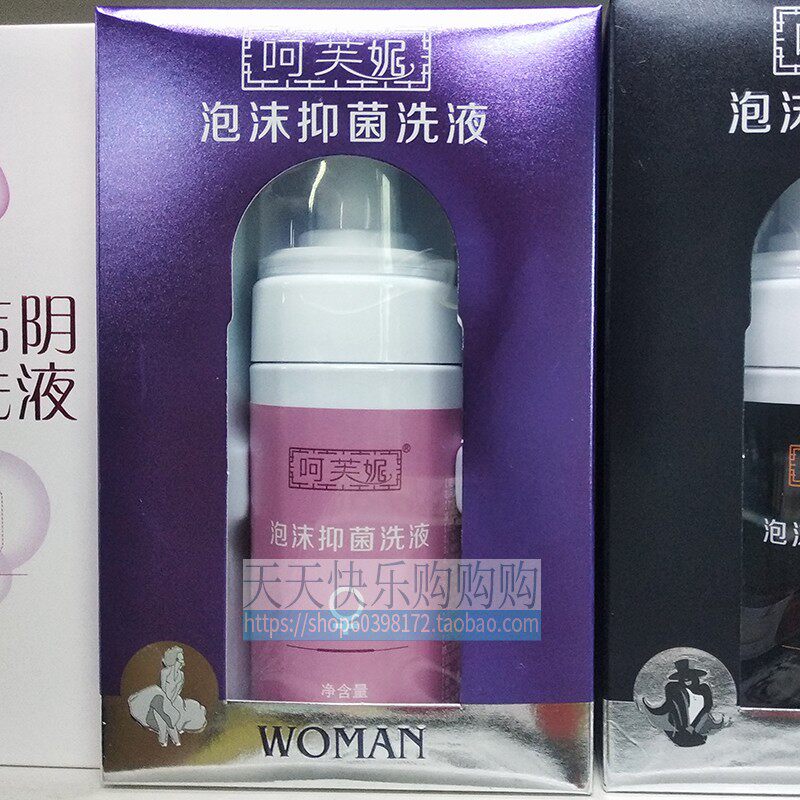 呵芙妮
泡沫抑菌洗液
呵芙妮®
泡沫抑菌洗液
天天快乐购购购
https://shop60398172.taobao.com
净含量
WOMAN
阴
洗液
泡沫
泡沫